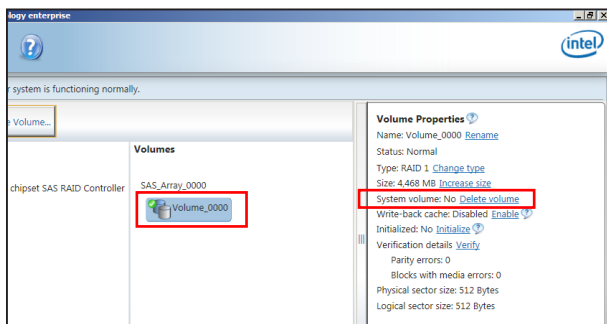 ology enterprise
?
intel
r system is functioning normally.
e Volume...
Volumes
chipset SAS RAID Controller
SAS_Array_0000
Volume_0000
Volume Properties ?
Name: Volume_0000 Rename
Status: Normal
Type: RAID 1 Change type
Size: 4,468 MB Increase size
System volume: No Delete volume
Write-back cache: Disabled Enable ?
Initialized: No Initialize ?
Verification details Verify
Parity errors: 0
Blocks with media errors: 0
Physical sector size: 512 Bytes
Logical sector size: 512 Bytes